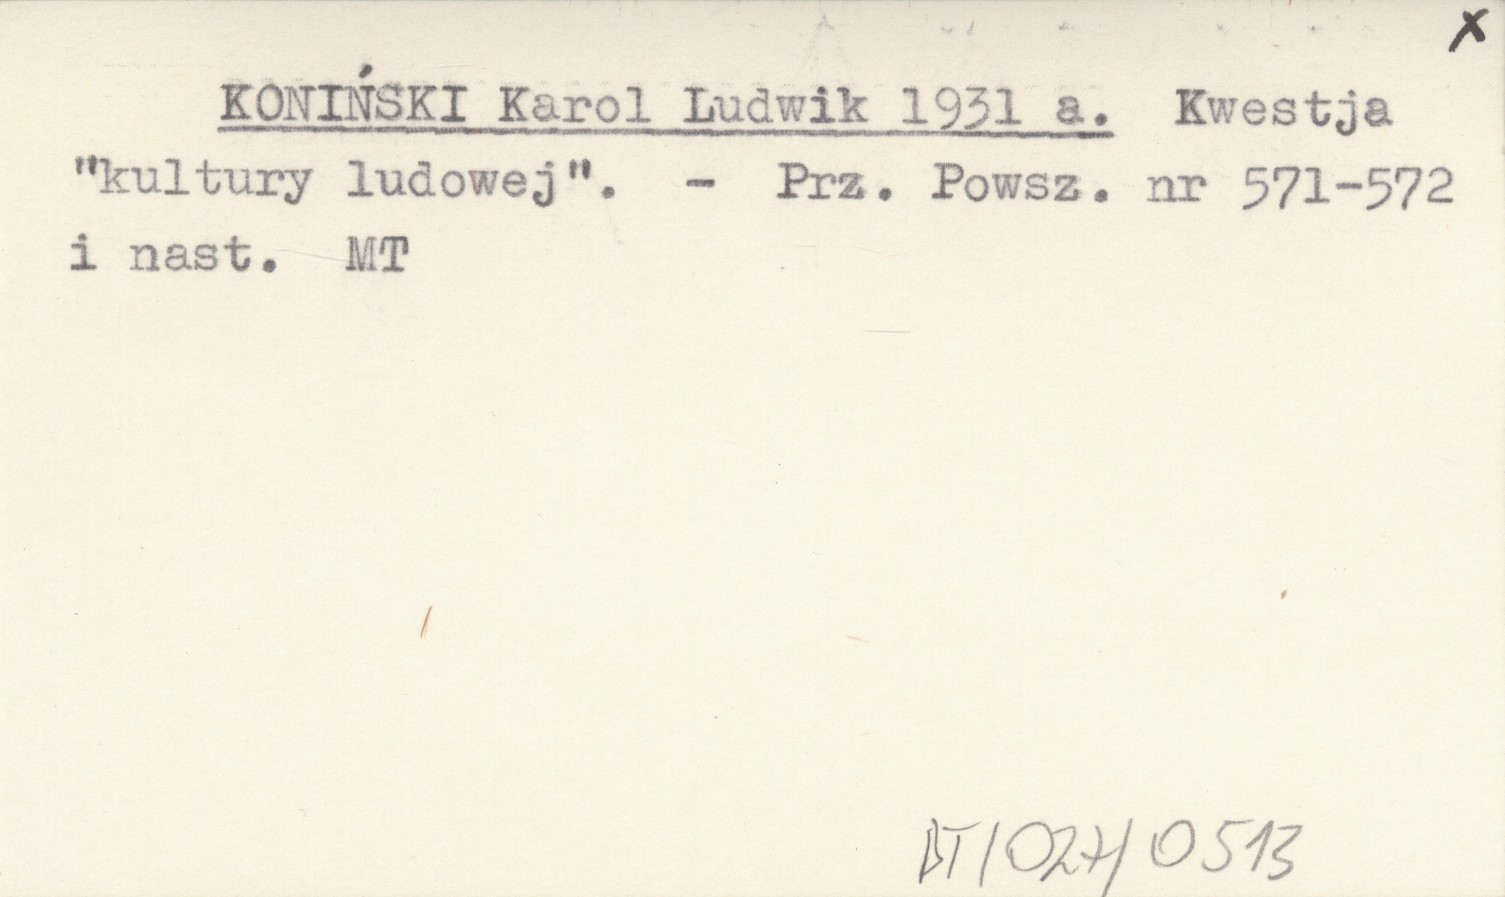 x
KONIŃSKI Karol Ludwik 1931 a. Kwestja
"kultury ludowej". - Prz. Powsz. nr 571-572
i nast. MT
BT/027/0513